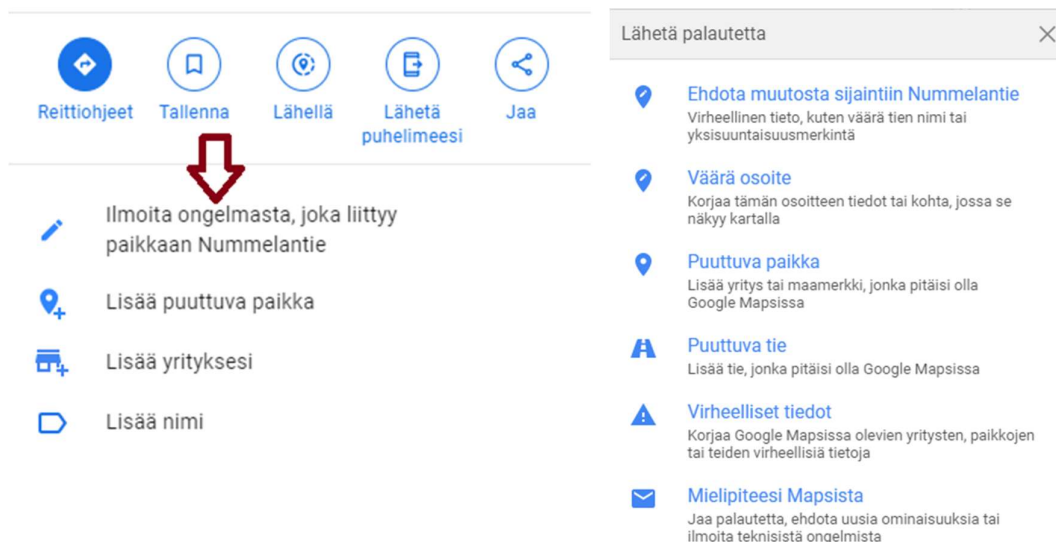 Reittiohjeet
Tallenna
Lähellä
Lähetä
puhelimeesi
Jaa
Ilmoita ongelmasta, joka liittyy
paikkaan Nummelantie
Lisää puuttuva paikka
Lisää yrityksesi
Lisää nimi
Lähetä palautetta
Ehdota muutosta sijaintiin Nummelantie
Virheellinen tieto, kuten väärä tien nimi tai
yksisuuntaisuusmerkintä
Väärä osoite
Korjaa tämän osoitteen tiedot tai kohta, jossa se
näkyy kartalla
Puuttuva paikka
Lisää yritys tai maamerkki, jonka pitäisi olla
Google Mapsissa
Puuttuva tie
Lisää tie, jonka pitäisi olla Google Mapsissa
Virheelliset tiedot
Korjaa Google Mapsissa olevien yritysten, paikkojen
tai teiden virheellisiä tietoja
Mielipiteesi Mapsista
Jaa palautetta, ehdota uusia ominaisuuksia tai
ilmoita teknisistä ongelmista